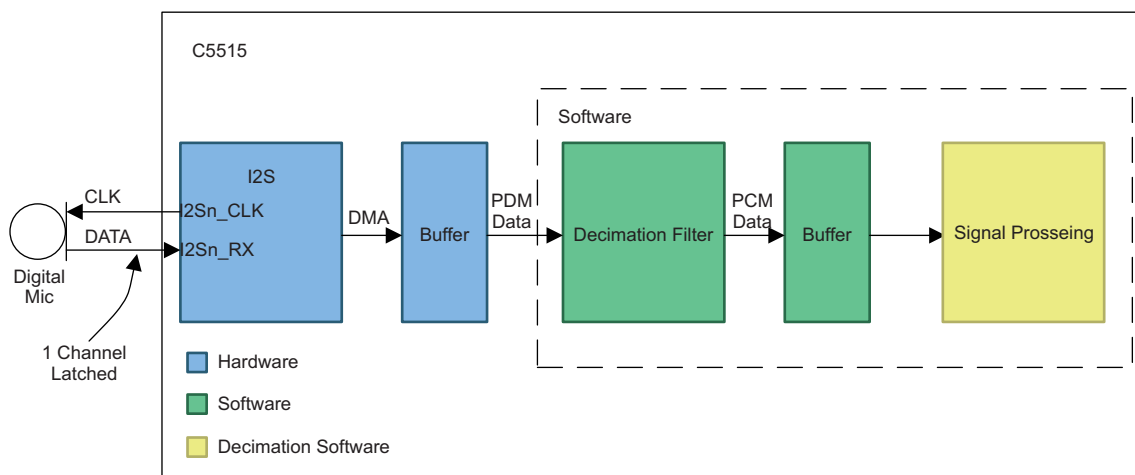 C5515
Software
I2S
CLK
I2Sn_CLK
DATA
I2Sn_RX
Digital
Mic
1 Channel
Latched
DMA
Buffer
PDM
Data
Decimation Filter
PCM
Data
Buffer
Signal Prosseing
Hardware
Software
Decimation Software